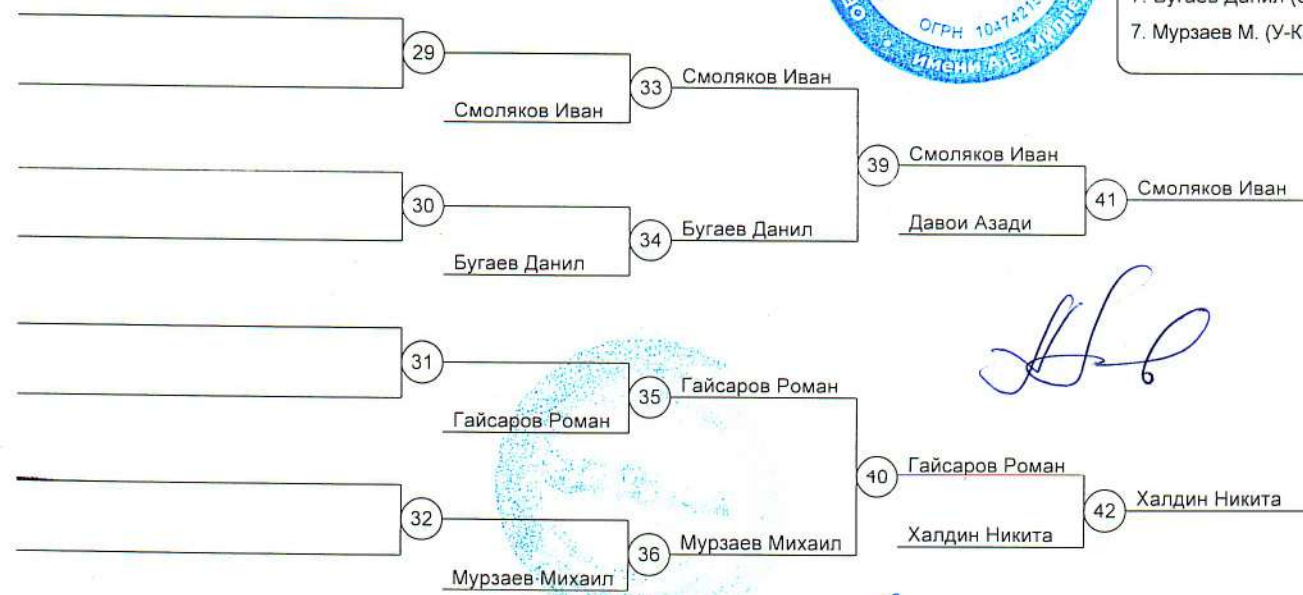 7. Мурзаев М. (У-К
ОГРН
имени А.Е.
29
33
Смоляков Иван
Смоляков Иван
39
Смоляков Иван
41
Смоляков Иван
30
34
Бугаев Данил
Давои Азади
Бугаев Данил
31
35
Гайсаров Роман
Гайсаров Роман
40
Гайсаров Роман
42
Халдин Никита
32
36
Мурзаев Михаил
Халдин Никита
Мурзаев Михаил